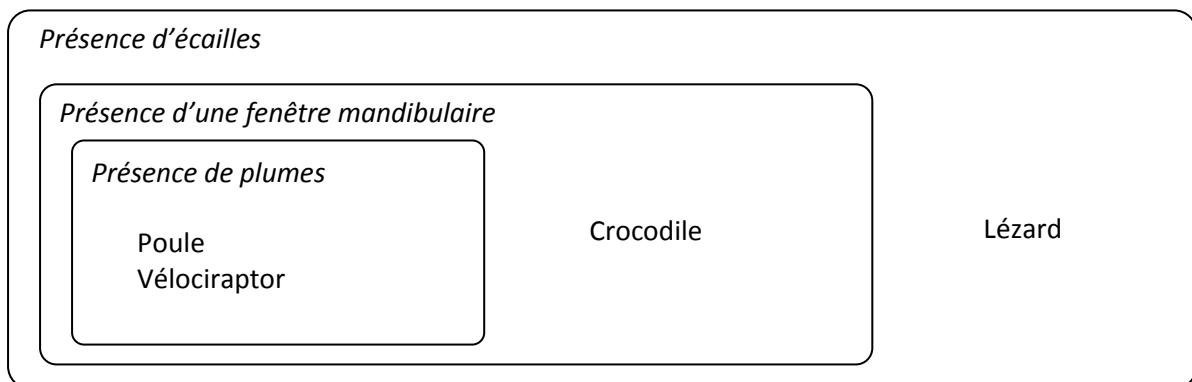 Présence d’écailles
Présence d’une fenêtre mandibulaire
Présence de plumes
Poule
Vélociraptor
Crocodile
Lézard